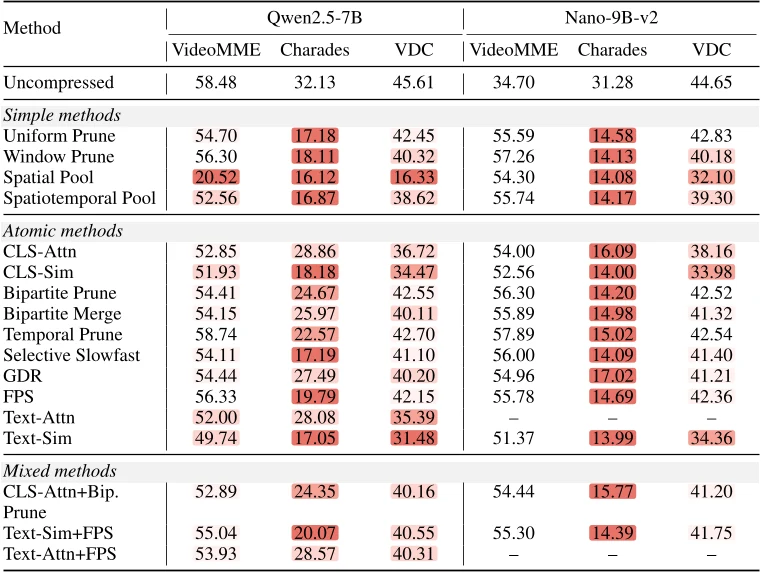 Method Qwen2.5-7B Nano-9B-v2
VideoMME Charades VDC VideoMME Charades VDC
Uncompressed 58.48 32.13 45.61 34.70 31.28 44.65
Simple methods
Uniform Prune 54.70 17.18 42.45 55.59 14.58 42.83
Window Prune 56.30 18.11 40.32 57.26 14.13 40.18
Spatial Pool 20.52 16.12 16.33 54.30 14.08 32.10
Spatiotemporal Pool 52.56 16.87 38.62 55.74 14.17 39.30
Atomic methods
CLS-Attn 52.85 28.86 36.72 54.00 16.09 38.16
CLS-Sim 51.93 18.18 34.47 52.56 14.00 33.98
Bipartite Prune 54.41 24.67 42.55 56.30 14.20 42.52
Bipartite Merge 54.15 25.97 40.11 55.89 14.98 41.32
Temporal Prune 58.74 22.57 42.70 57.89 15.02 42.54
Selective Slowfast 54.11 17.19 41.10 56.00 14.09 41.40
GDR 54.44 27.49 40.20 54.96 17.02 41.21
FPS 56.33 19.79 42.15 55.78 14.69 42.36
Text-Attn 52.00 28.08 35.39 – – –
Text-Sim 49.74 17.05 31.48 51.37 13.99 34.36
Mixed methods
CLS-Attn+Bip. 52.89 24.35 40.16 54.44 15.77 41.20
Prune
Text-Sim+FPS 55.04 20.07 40.55 55.30 14.39 41.75
Text-Attn+FPS 53.93 28.57 40.31 – – –